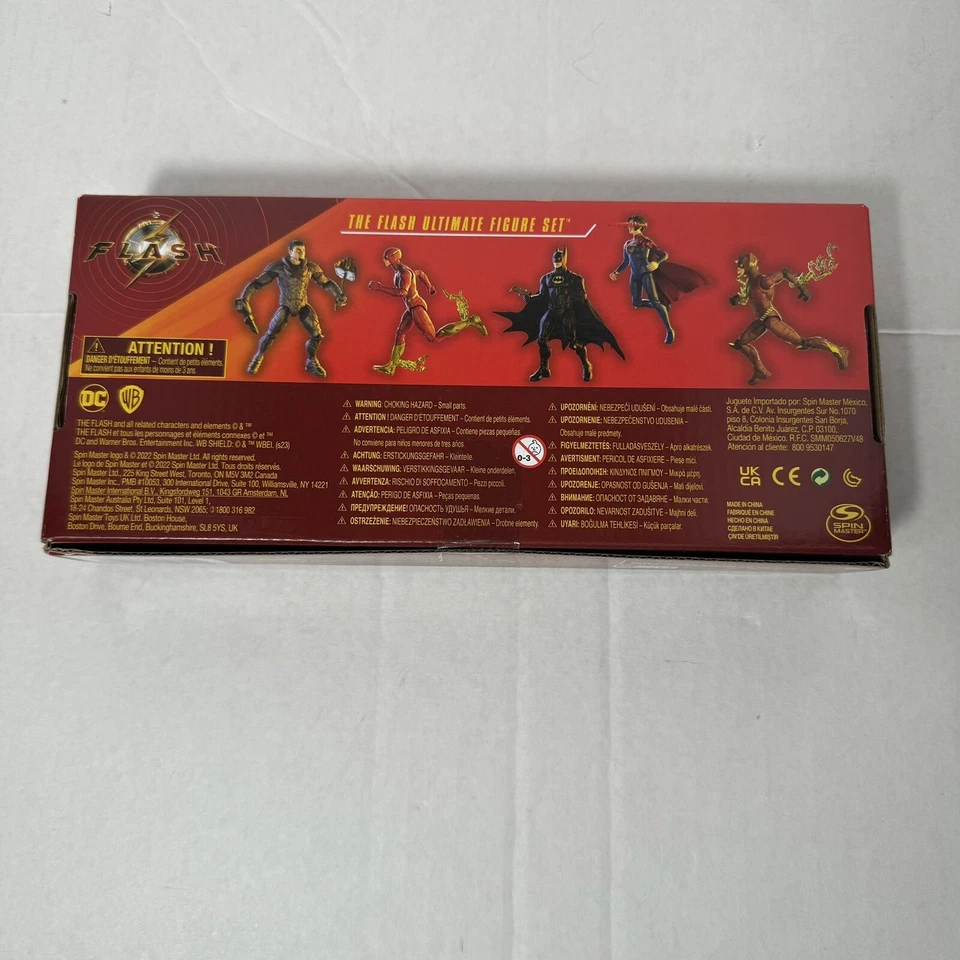 THE FLASH ULTIMATE FIGURE SET™
FLASH
ATTENTION !
DANGER D'ÉTOUFFEMENT – Contient de petits éléments.
Ne convient pas aux enfants de moins de 3 ans.
DC
WB
THE FLASH and all related characters and elements © & ™
THE FLASH et tous les personnages et éléments connexes © et ™
DC and Warner Bros. Entertainment Inc. WB SHIELD: © & ™ WBEI. (s23)
Spin Master logo & © 2022 Spin Master Ltd. All rights reserved.
Le logo de Spin Master et © 2022 Spin Master Ltd. Tous droits réservés.
Spin Master Ltd., 225 King Street West, Toronto, ON M5V 3M2 Canada
Spin Master Inc., PMB #10053, 300 International Drive, Suite 100, Williamsville, NY 14221
Spin Master International B.V., Kingsfordweg 151, 1043 GR Amsterdam, NL
Spin Master Australia Pty Ltd, Suite 101, Level 1,
18-24 Chandos Street, St Leonards, NSW 2065; 1 800 316 982
Spin Master Toys UK Ltd. Boston House,
Boston Drive, Bourne End, Buckinghamshire, SL8 5YS, UK
WARNING: CHOKING HAZARD – Small parts.
ATTENTION ! DANGER D'ÉTOUFFEMENT – Contient de petits éléments.
ADVERTENCIA: PELIGRO DE ASFIXIA – Contiene piezas pequeñas.
No conviene para niños menores de tres años
ACHTUNG: ERSTICKUNGSGEFAHR – Kleinteile.
WAARSCHUWING: VERSTIKKINGSGEVAAR – Kleine onderdelen.
AVVERTENZA: RISCHIO DI SOFFOCAMENTO – Pezzi piccoli.
ATENÇÃO: PERIGO DE ASFIXIA – Peças pequenas.
ПРЕДУПРЕЖДЕНИЕ! ОПАСНОСТЬ УДУШЬЯ – Мелкие детали.
OSTRZEŻENIE: NIEBEZPIECZEŃSTWO ZADŁAWIENIA – Drobne elementy.
0-3
UPOZORNĚNÍ: NEBEZPEČÍ UDUŠENÍ – Obsahuje malé části.
UPOZORNENIE: NEBEZPEČENSTVO UDUSENIA –
Obsahuje malé predmety.
FIGYELMEZTETÉS: FULLADÁSVESZÉLY – Apró alkatrészek.
AVERTISMENT: PERICOL DE ASFIXIERE – Piese mici.
ΠΡΟΕΙΔΟΠΟΙΗΣΗ: ΚΙΝΔΥΝΟΣ ΠΝΙΓΜΟΥ – Μικρά μέρη.
UPOZORENJE: OPASNOST OD GUŠENJA – Mali dijelovi.
ВНИМАНИЕ: ОПАСНОСТ ОТ ЗАДАВЯНЕ – Малки части.
OPOZORILO: NEVARNOST ZADUŠITVE – Majhni deli.
UYARI: BOĞULMA TEHLİKESİ – Küçük parçalar.
Juguete Importado por: Spin Master México,
S.A. de C.V. Av. Insurgentes Sur No.1070
piso 8, Colonia Insurgentes San Borja,
Alcaldía Benito Juárez, C.P. 03100,
Ciudad de México. R.F.C. SMM050627V48
Atención al cliente: 800 9530147
UK
CA
CE
MADE IN CHINA
FABRIQUÉ EN CHINE
HECHO EN CHINA
СДЕЛАНО В КИТАЕ
ÇİN'DE ÜRETİLMİŞTİR
SPIN
MASTER